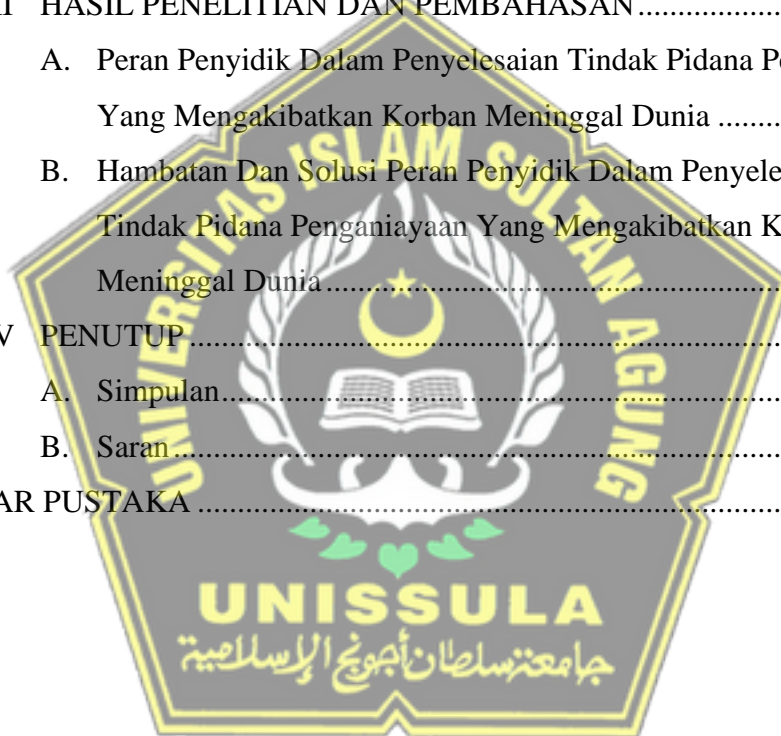 I HASIL PENELITIAN DAN PEMBAHASAN....................
A. Peran Penyidik Dalam Penyelesaian Tindak Pidana Pe
Yang Mengakibatkan Korban Meninggal Dunia ........
B. Hambatan Dan Solusi Peran Penyidik Dalam Penyele
Tindak Pidana Penganiayaan Yang Mengakibatkan K
Meninggal Dunia....................
V PENUTUP....................
A. Simpulan....................
B. Saran....................
AR PUSTAKA ....................
UNIVERSITAS ISLAM SULTAN AGUNG
UNISSULA
جامعة سلطان أجونج الإسلامية